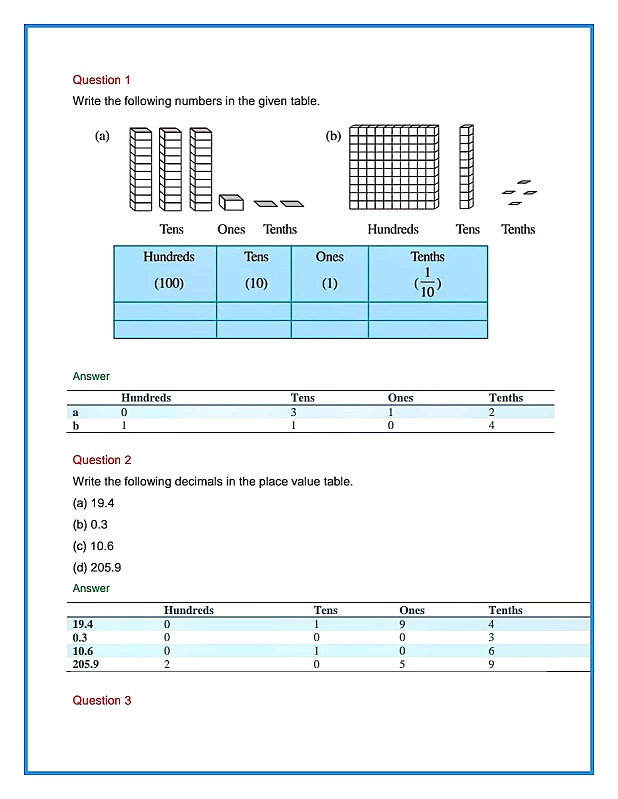 Question 1
Write the following numbers in the given table.
(a) (b)
Tens Ones Tenths Hundreds Tens Tenths
Hundreds Tens Ones Tenths
(100) (10) (1) (1/10)
Answer
Hundreds Tens Ones Tenths
a 0 3 1 2
b 1 1 0 4
Question 2
Write the following decimals in the place value table.
(a) 19.4
(b) 0.3
(c) 10.6
(d) 205.9
Answer
Hundreds Tens Ones Tenths
19.4 0 1 9 4
0.3 0 0 0 3
10.6 0 1 0 6
205.9 2 0 5 9
Question 3